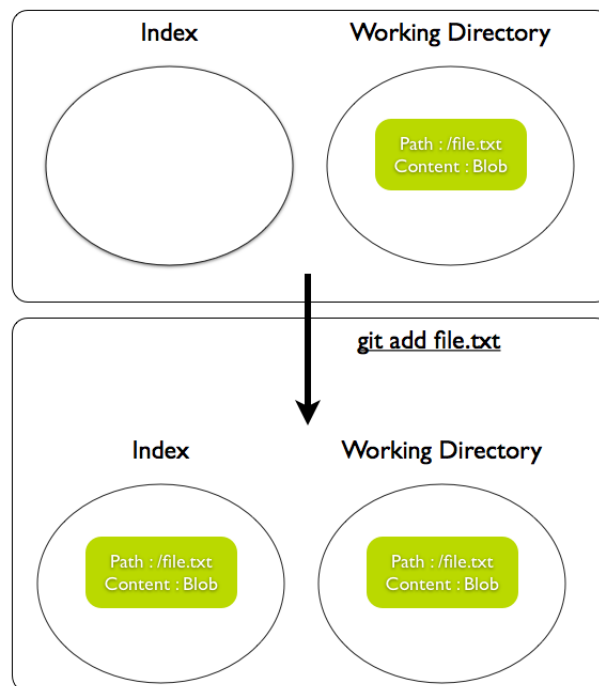 Index
Working Directory
Path : /file.txt
Content : Blob
git add file.txt
Index
Working Directory
Path : /file.txt
Content : Blob
Path : /file.txt
Content : Blob